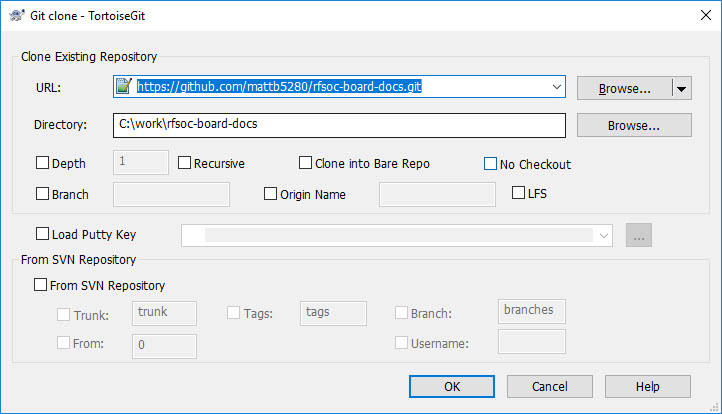 Git clone - TortoiseGit
Clone Existing Repository
URL: https://github.com/mattb5280/rfsoc-board-docs.git Browse...
Directory: C:\work\rfsoc-board-docs Browse...
Depth 1 Recursive Clone into Bare Repo No Checkout
Branch Origin Name LFS
Load Putty Key ...
From SVN Repository
From SVN Repository
Trunk: trunk Tags: tags Branch: branches
From: 0 Username:
OK Cancel Help